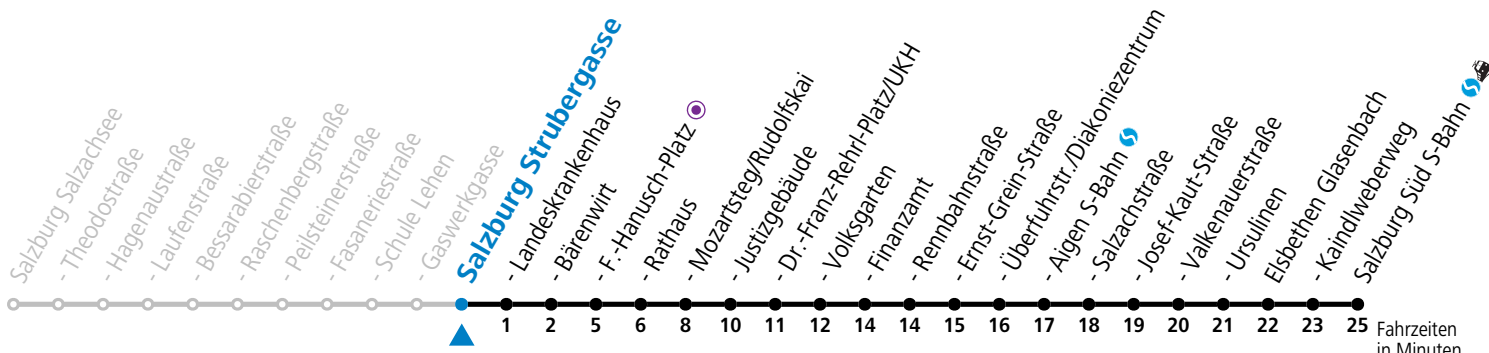 Salzburg Salzachsee
- Theodostraße
- Hagenaustraße
- Laufenstraße
- Bessarabierstraße
- Raschenbergstraße
- Peilsteinerstraße
- Fasaneriestraße
- Schule Lehen
- Gaswerkgasse
Salzburg Strubergasse
- Landeskrankenhaus
- Bärenwirt
- F.-Hanusch-Platz
- Rathaus
- Mozartsteg/Rudolfskai
- Justizgebäude
- Dr.-Franz-Rehrl-Platz/UKH
- Volksgarten
- Finanzamt
- Rennbahnstraße
- Ernst-Grein-Straße
- Überfuhrstr./Diakoniezentrum
- Aigen S-Bahn
- Salzachstraße
- Josef-Kaut-Straße
- Valkenauerstraße
- Ursulinen
Elsbethen Glasenbach
- Kaindlweberweg
Salzburg Süd S-Bahn
1 2 5 6 8 10 11 12 14 14 15 16 17 18 19 20 21 22 23 25 Fahrzeiten
in Minuten